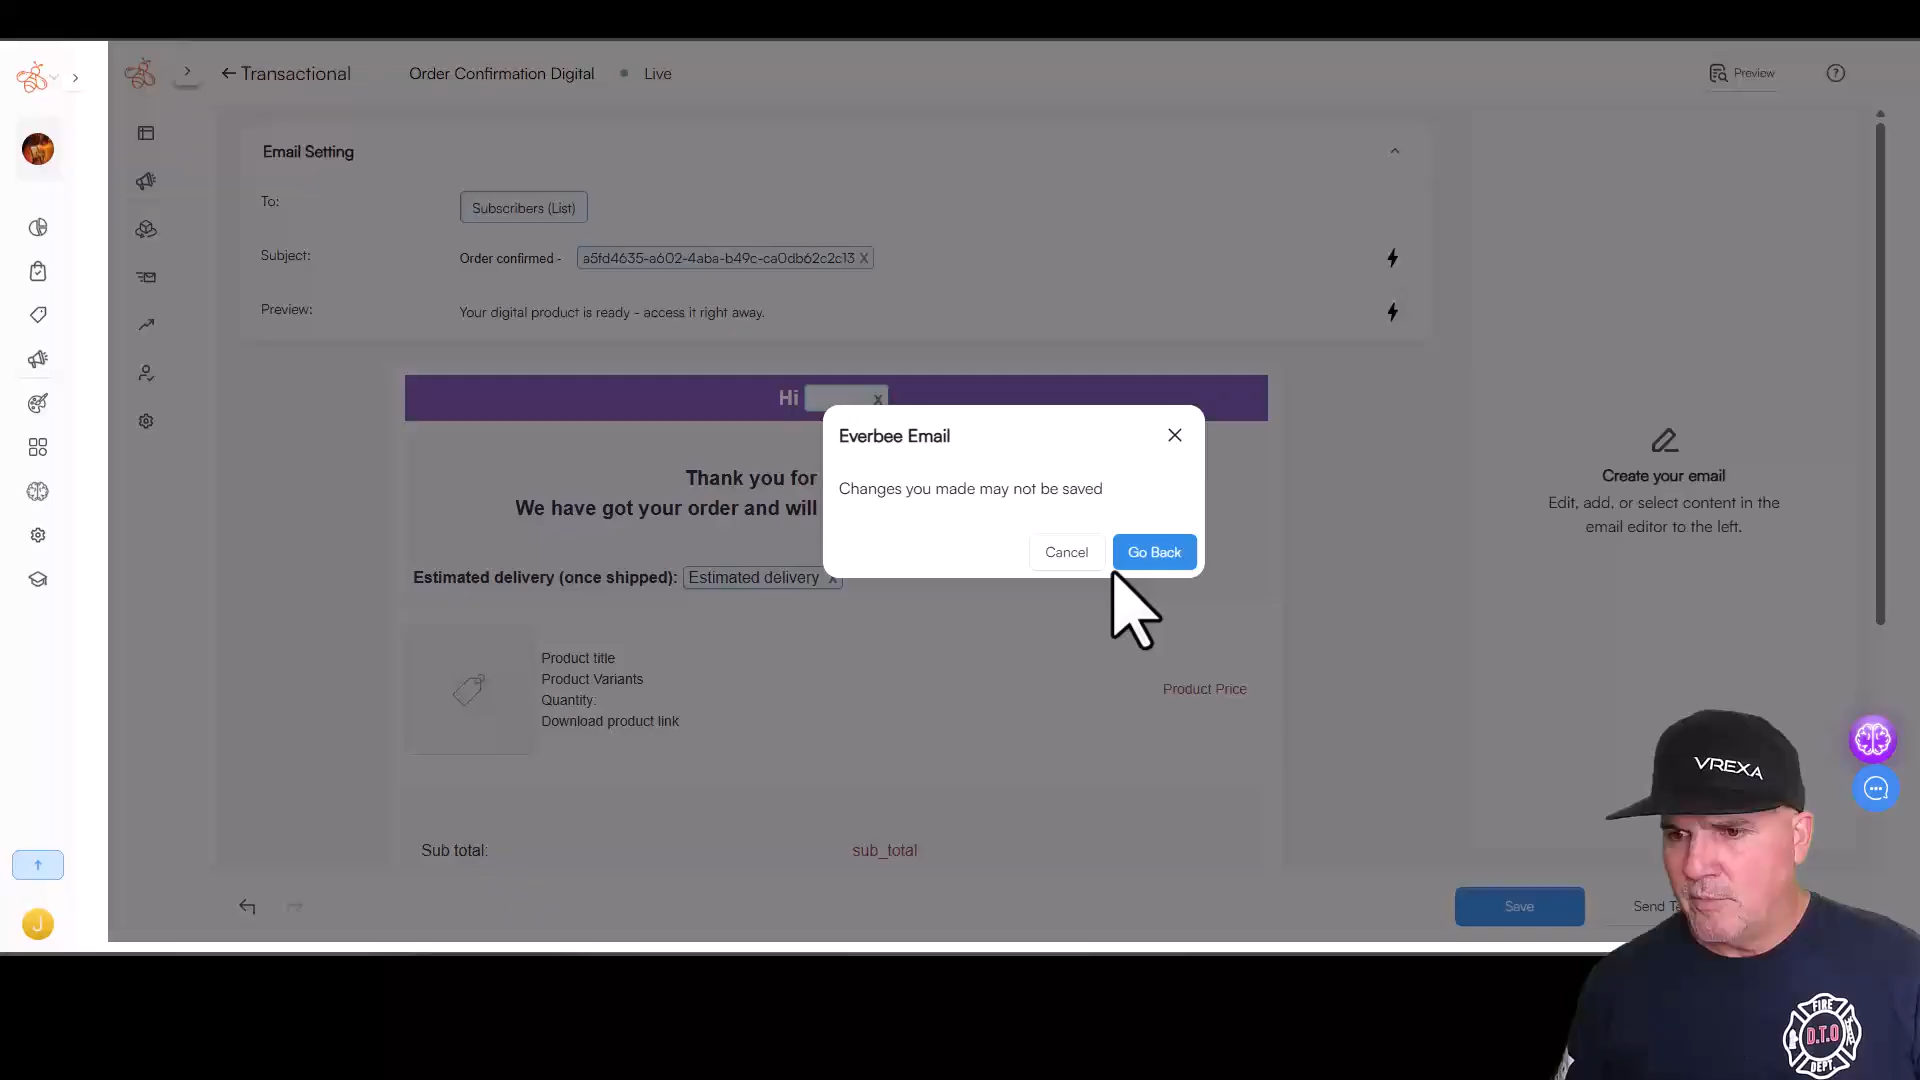 Transactional
Order Confirmation Digital
Live
Preview
?
Email Setting
To:
Subscribers (List)
Subject:
Order confirmed -
a5fd4635-a602-4aba-b49c-ca0db62c2c13 X
Preview:
Your digital product is ready - access it right away.
Hi
X
Everbee Email
Changes you made may not be saved
Cancel
Go Back
Thank you for
We have got your order and will
Estimated delivery (once shipped):
Estimated delivery x
Product title
Product Variants
Quantity:
Download product link
Product Price
Sub total:
sub_total
Create your email
Edit, add, or select content in the
email editor to the left.
Save
Send Te
J
VREXA
FIRE
D.T.O
DEPT.